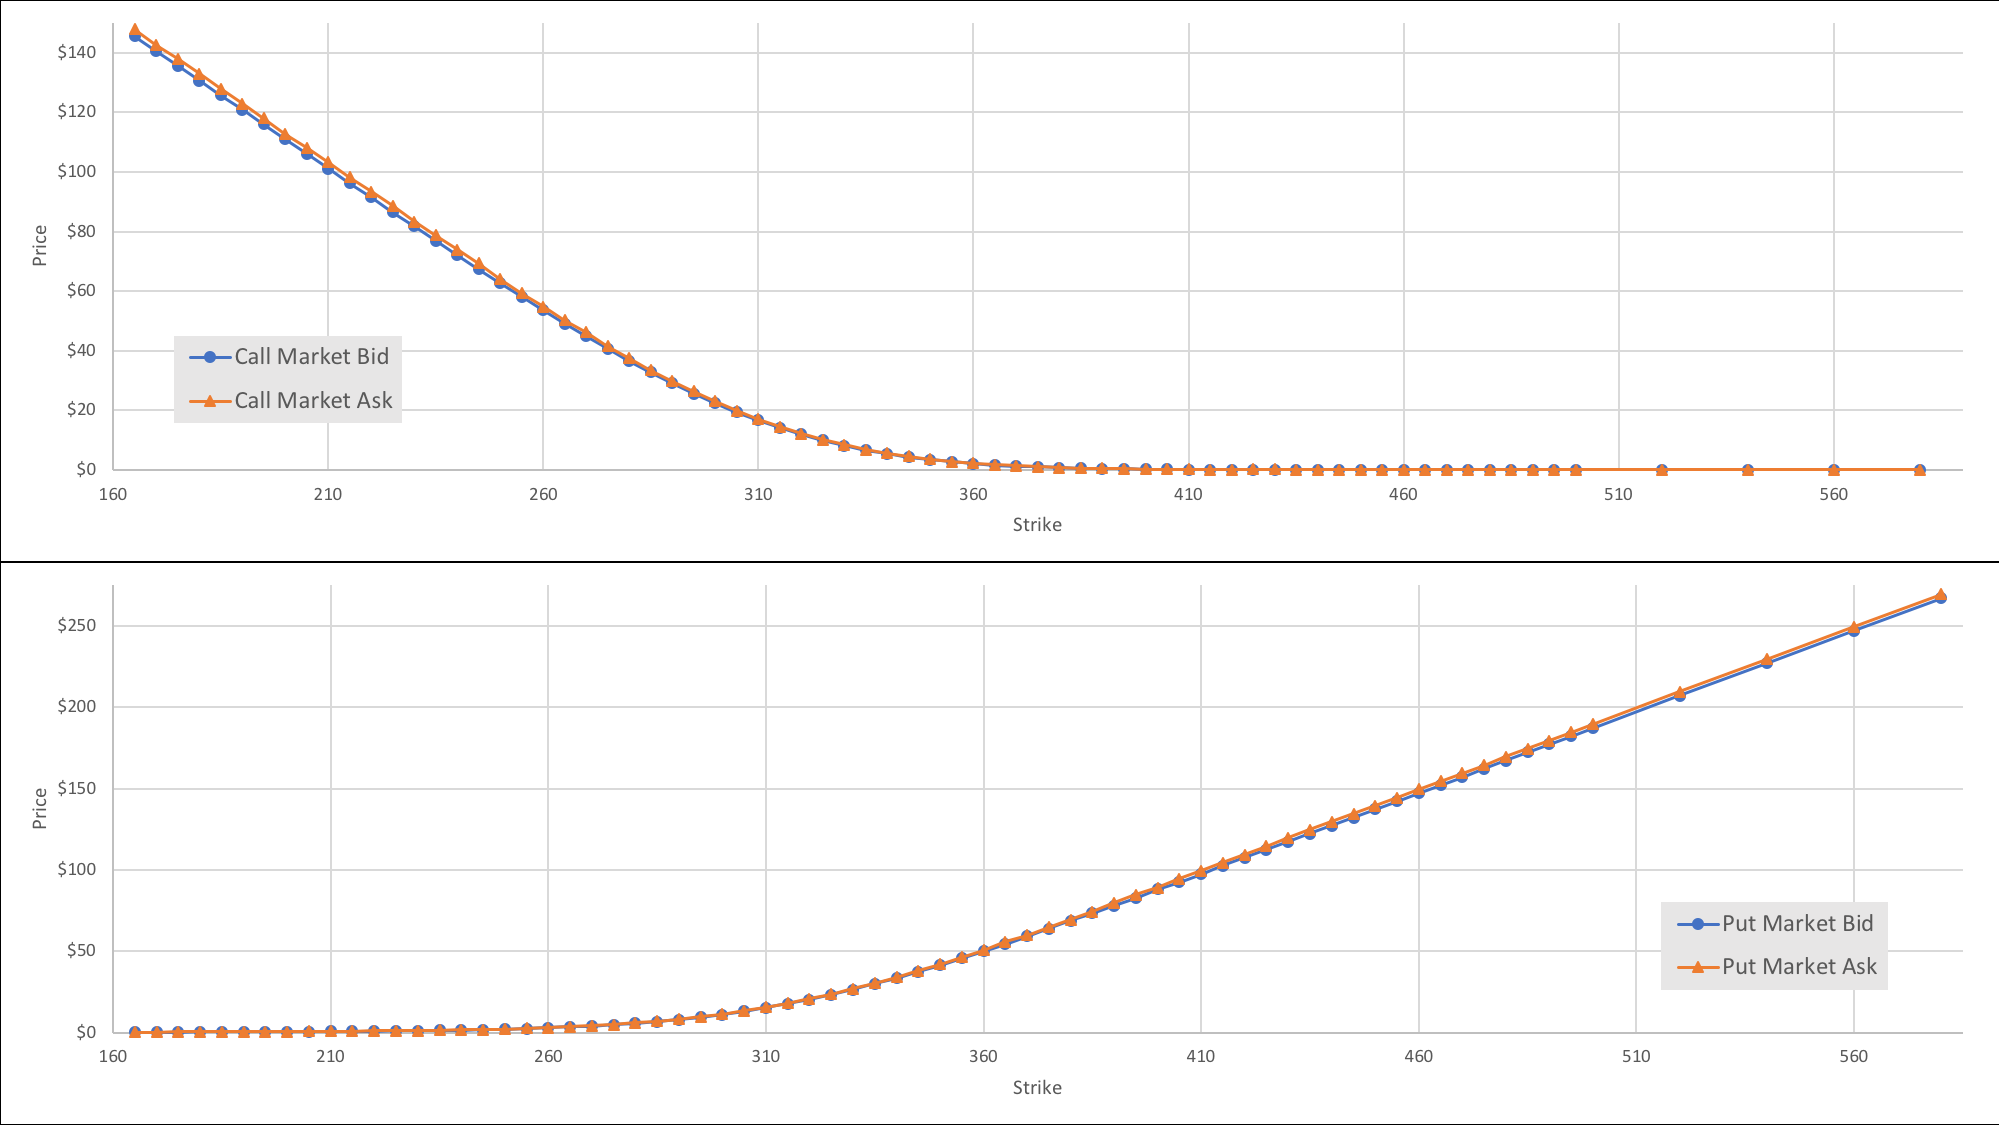 $140
$120
$100
$80
$60
$40
$20
$0
Price
Call Market Bid
Call Market Ask
160 210 260 310 360 410 460 510 560
Strike
$250
$200
$150
$100
$50
$0
Price
Put Market Bid
Put Market Ask
160 210 260 310 360 410 460 510 560
Strike